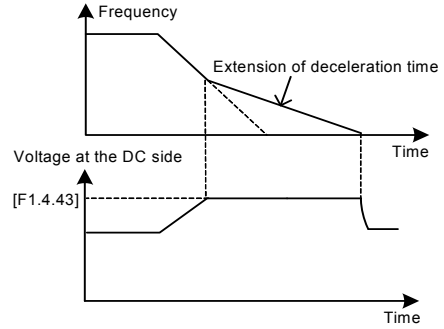 Frequency
Extension of deceleration time
Time
Voltage at the DC side
[F1.4.43]
Time